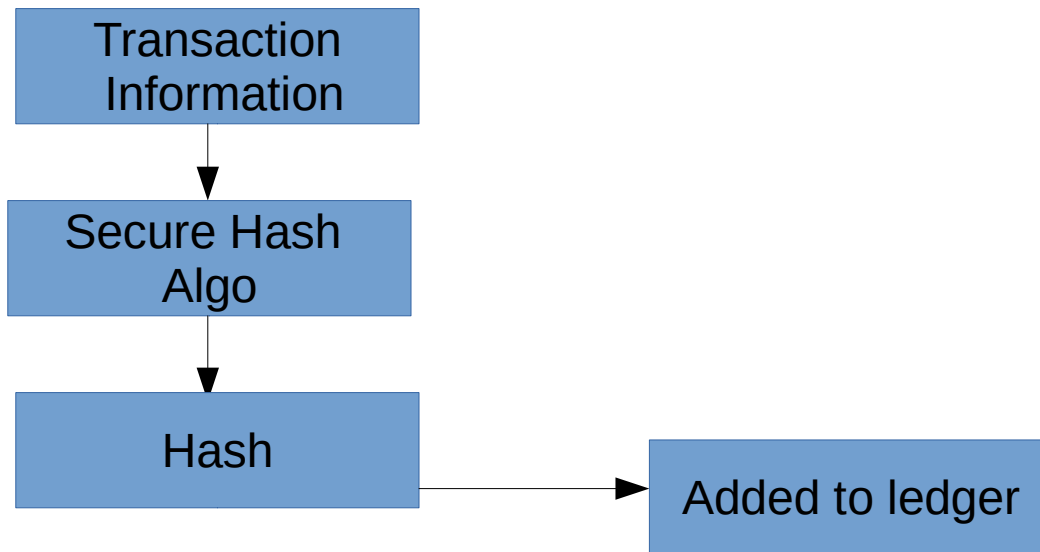 Transaction
Information
Secure Hash
Algo
Hash
Added to ledger